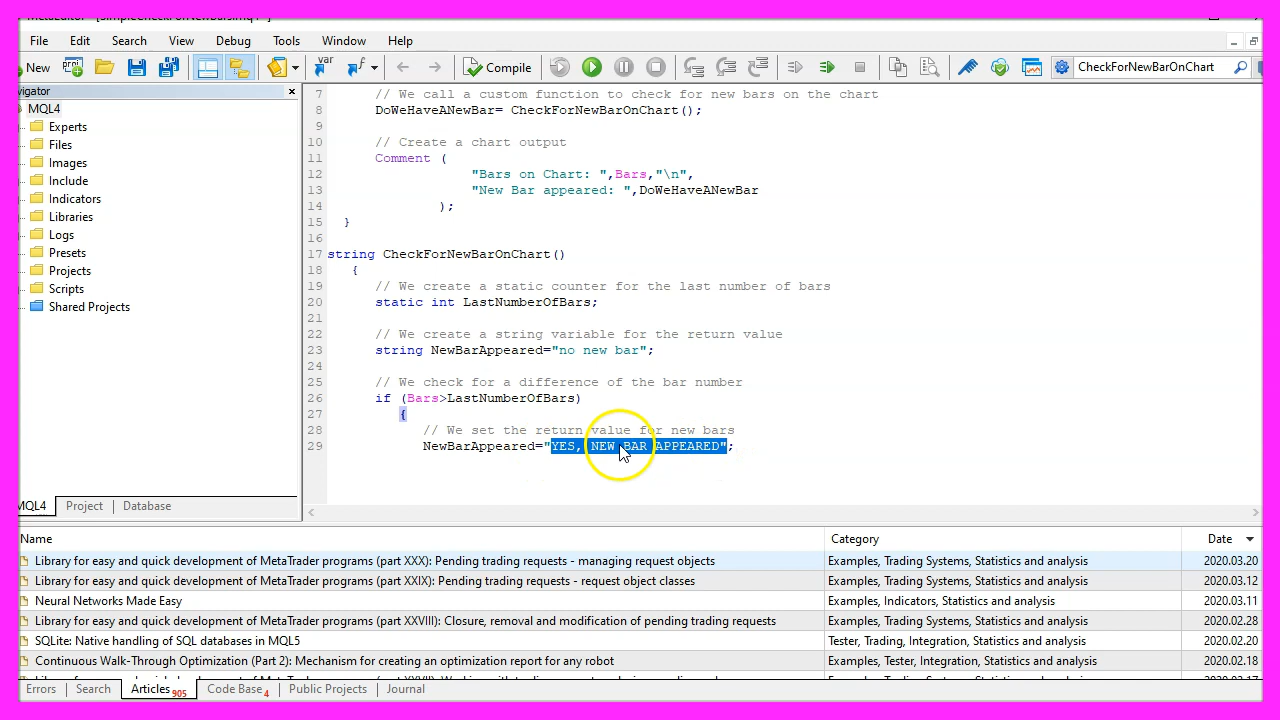 File Edit Search View Debug Tools Window Help
New var Compile CheckForNewBarOnChart
vigator
MQL4
Experts
Files
Images
Include
Indicators
Libraries
Logs
Presets
Projects
Scripts
Shared Projects
MQL4 Project Database
7 // We call a custom function to check for new bars on the chart
8 DoWeHaveANewBar= CheckForNewBarOnChart();
9
10 // Create a chart output
11 Comment (
12 "Bars on Chart: ",Bars,"\n",
13 "New Bar appeared: ",DoWeHaveANewBar
14 );
15 }
16
17 string CheckForNewBarOnChart()
18 {
19 // We create a static counter for the last number of bars
20 static int LastNumberOfBars;
21
22 // We create a string variable for the return value
23 string NewBarAppeared="no new bar";
24
25 // We check for a difference of the bar number
26 if (Bars>LastNumberOfBars)
27 {
28 // We set the return value for new bars
29 NewBarAppeared="YES, NEW BAR APPEARED";
Name Category Date
Library for easy and quick development of MetaTrader programs (part XXX): Pending trading requests - managing request objects Examples, Trading Systems, Statistics and analysis 2020.03.20
Library for easy and quick development of MetaTrader programs (part XXIX): Pending trading requests - request object classes Examples, Trading Systems, Statistics and analysis 2020.03.12
Neural Networks Made Easy Examples, Indicators, Statistics and analysis 2020.03.11
Library for easy and quick development of MetaTrader programs (part XXVIII): Closure, removal and modification of pending trading requests Examples, Trading Systems, Statistics and analysis 2020.02.28
SQLite: Native handling of SQL databases in MQL5 Tester, Trading, Integration, Statistics and analysis 2020.02.20
Continuous Walk-Through Optimization (Part 2): Mechanism for creating an optimization report for any robot Examples, Tester, Integration, Statistics and analysis 2020.02.18
Errors Search Articles 905 Code Base 4 Public Projects Journal